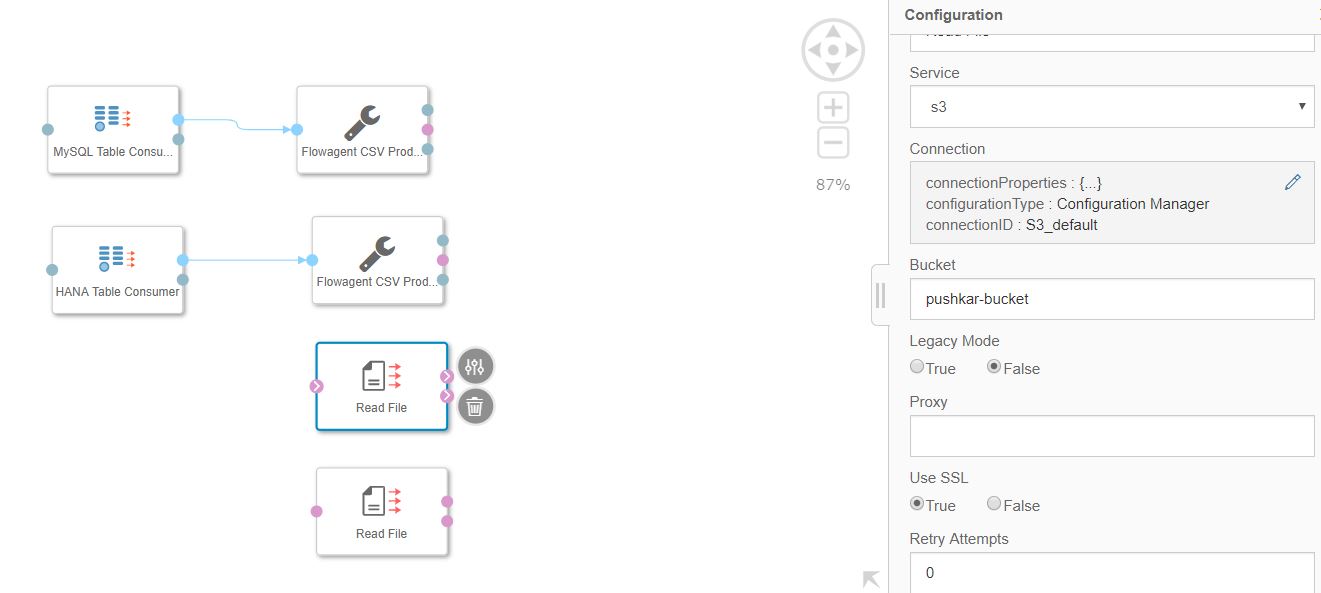 MySQL Table Consu...
Flowagent CSV Prod...
HANA Table Consumer
Flowagent CSV Prod...
Read File
Read File
87%
Configuration
Read File
Service
s3
Connection
connectionProperties : {...}
configurationType : Configuration Manager
connectionID : S3_default
Bucket
pushkar-bucket
Legacy Mode
True False
Proxy
Use SSL
True False
Retry Attempts
0